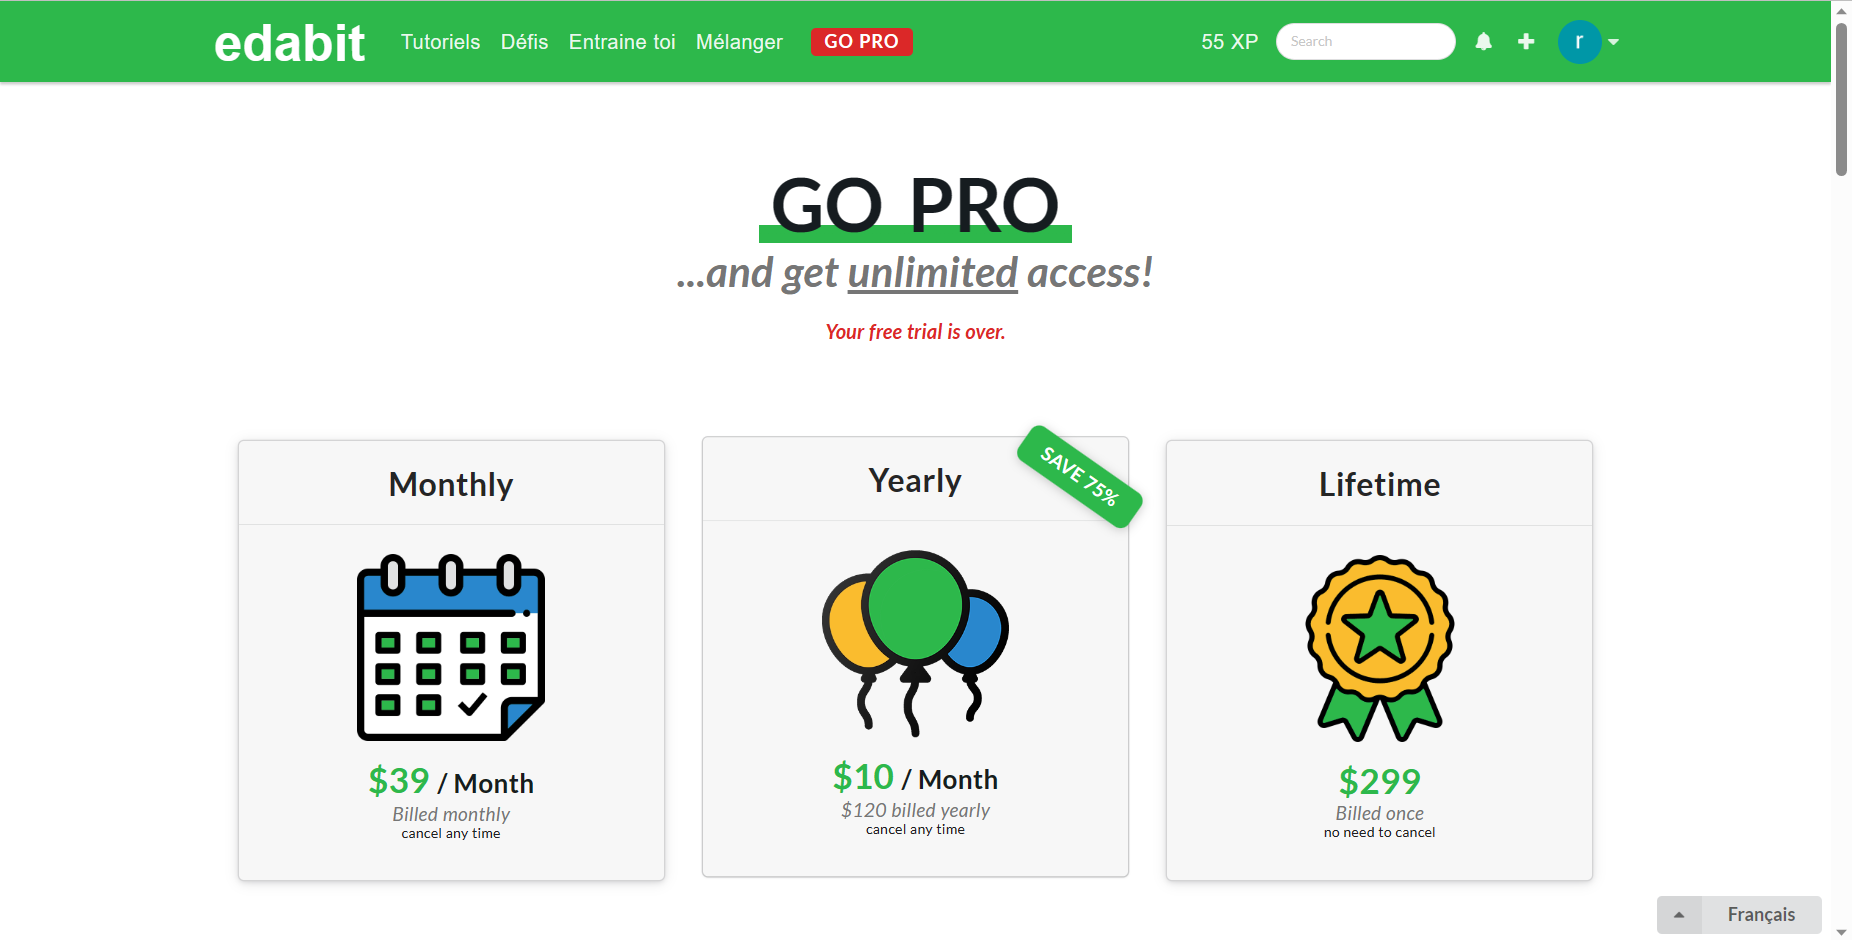 edabit Tutoriels Défis Entraine toi Mélanger GO PRO 55 XP Search r
GO PRO
...and get unlimited access!
Your free trial is over.
Monthly
$39 / Month
Billed monthly
cancel any time
Yearly
SAVE 75%
$10 / Month
$120 billed yearly
cancel any time
Lifetime
$299
Billed once
no need to cancel
Français